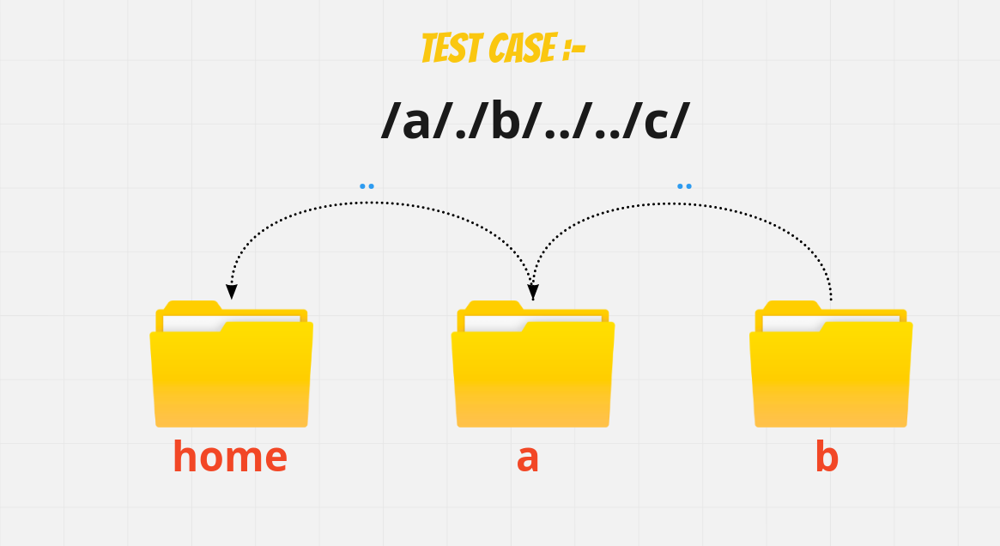 TEST CASE :-
/a/./b/../../c/
.. ..
home a b